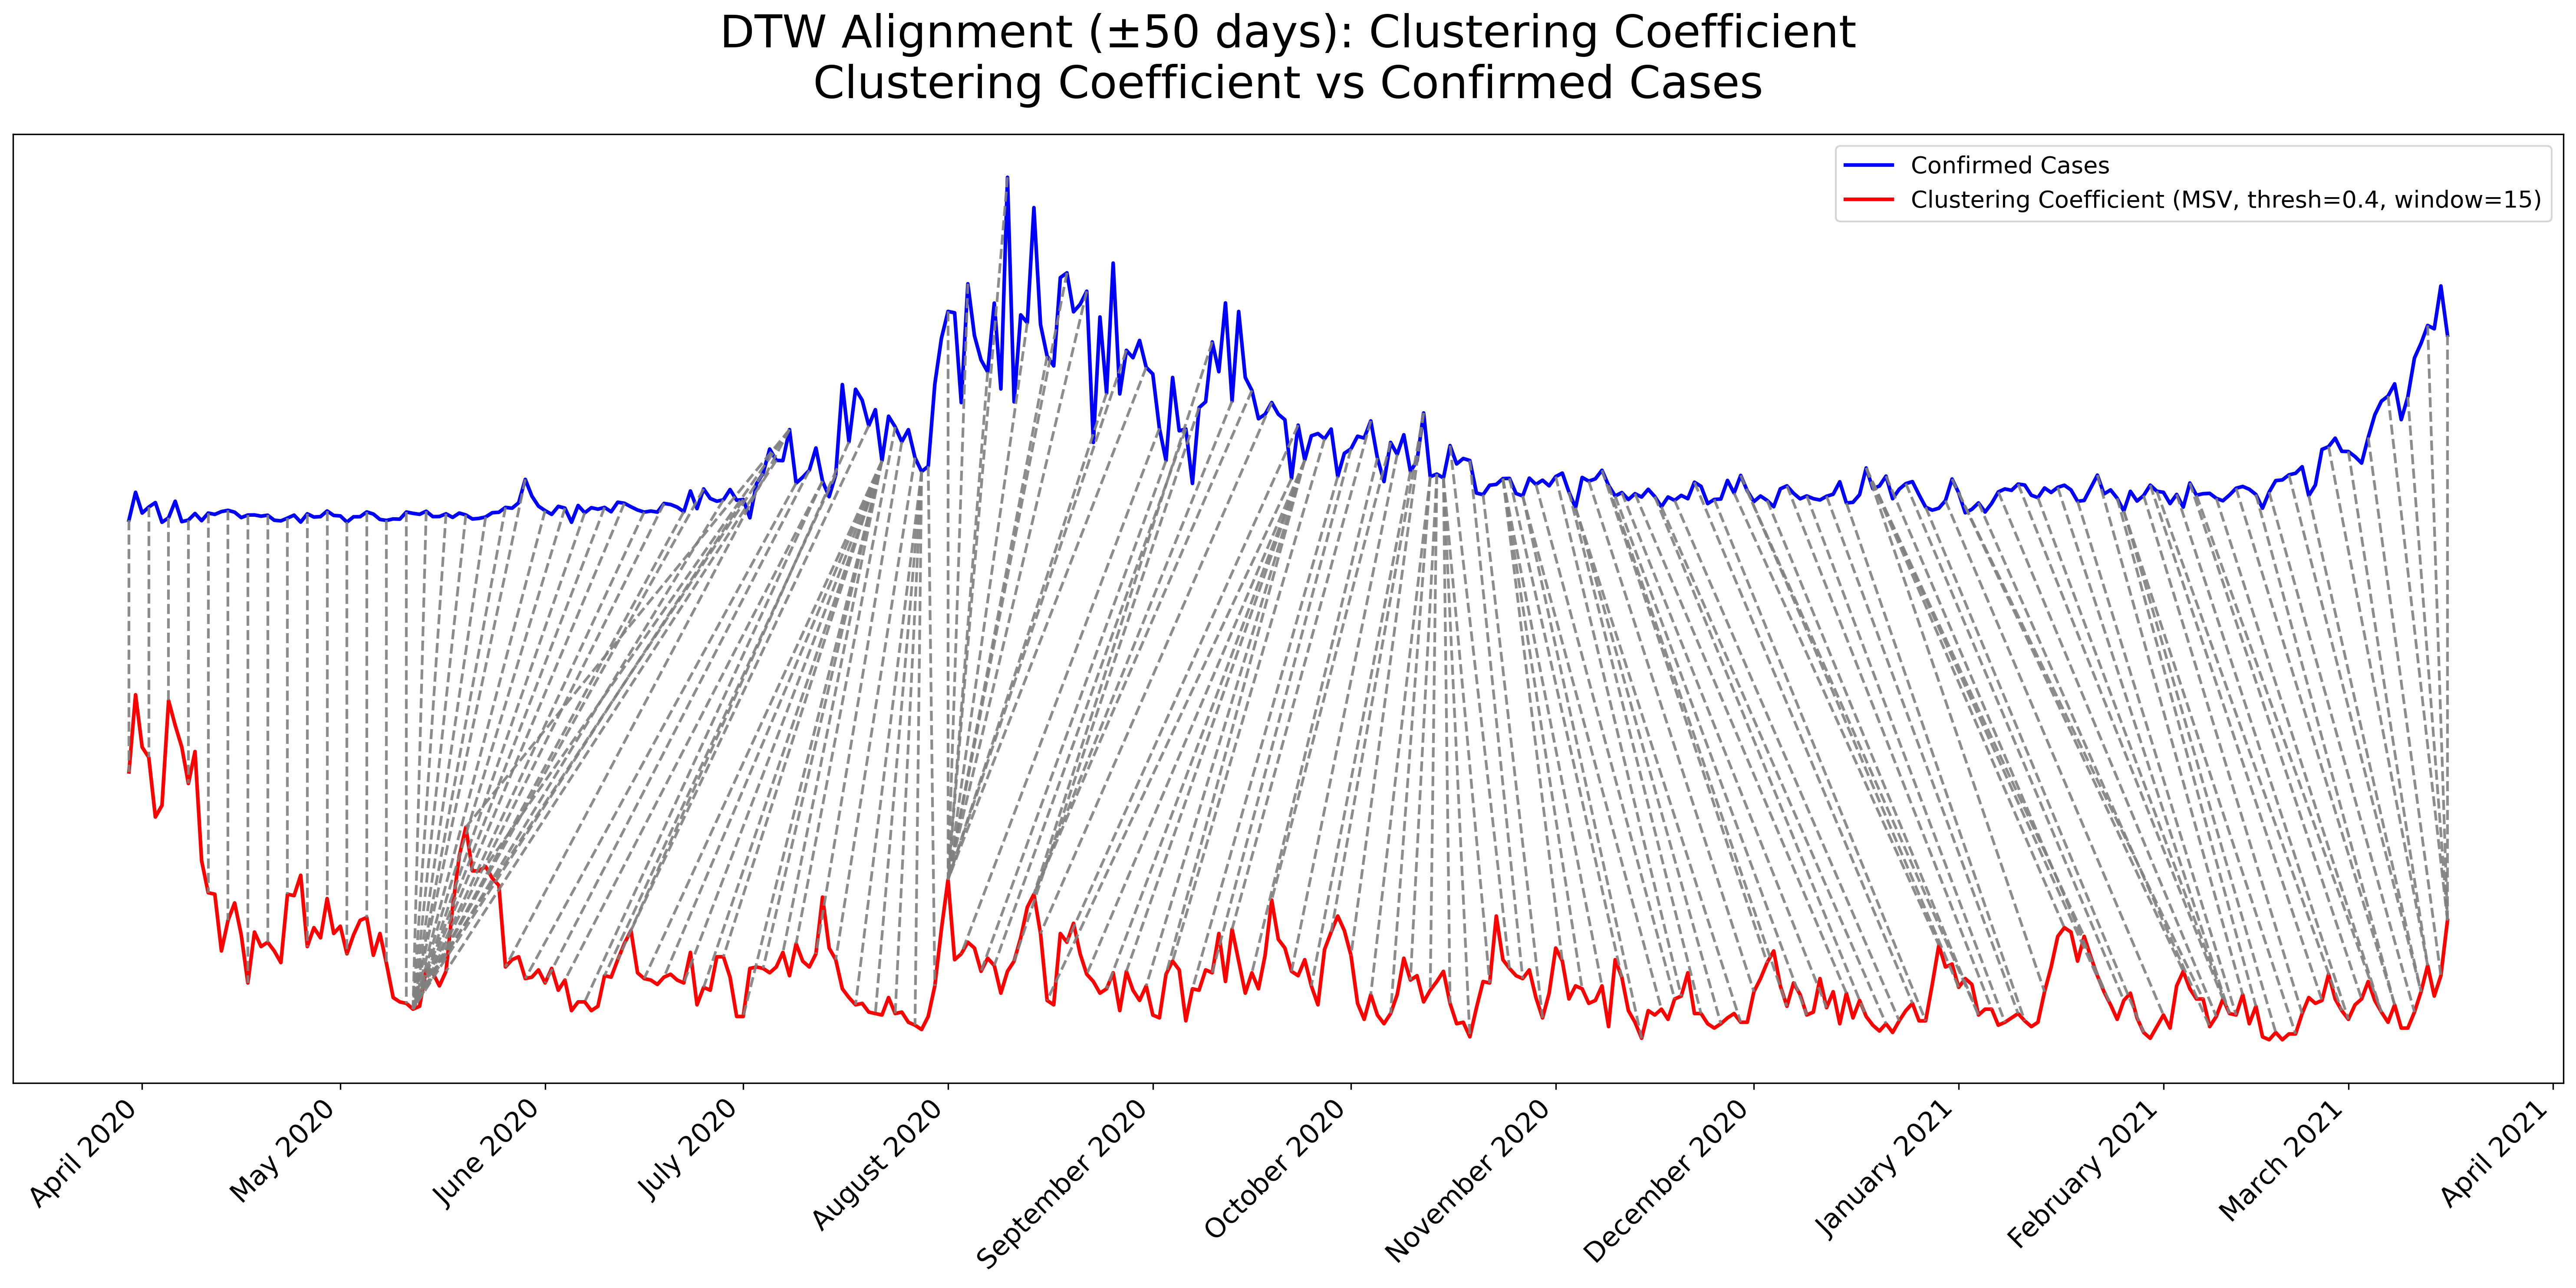 DTW Alignment (±50 days): Clustering Coefficient
Clustering Coefficient vs Confirmed Cases
Confirmed Cases
Clustering Coefficient (MSV, thresh=0.4, window=15)
April 2020
May 2020
June 2020
July 2020
August 2020
September 2020
October 2020
November 2020
December 2020
January 2021
February 2021
March 2021
April 2021